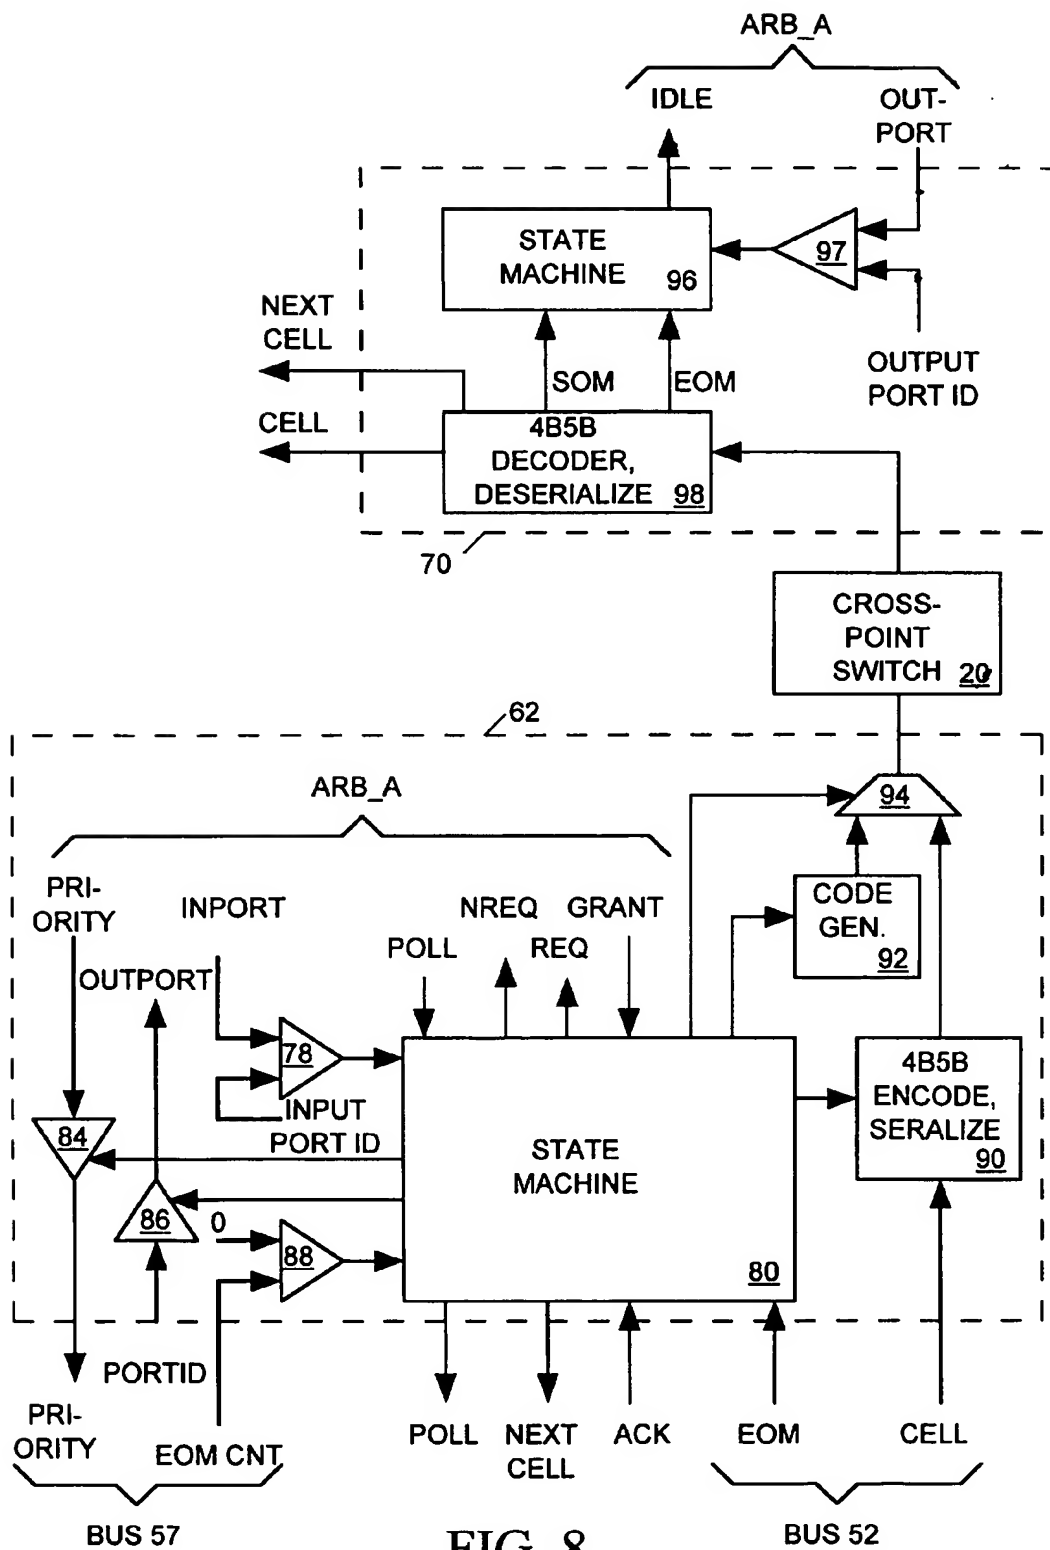 ARB_A
IDLE
OUT-
PORT
STATE
MACHINE
96
97
NEXT
CELL
SOM
EOM
OUTPUT
PORT ID
CELL
4B5B
DECODER,
DESERIALIZE 98
70
CROSS-
POINT
SWITCH 20
62
ARB_A
94
PRI-
ORITY
INPORT
NREQ
GRANT
POLL
REQ
CODE
GEN.
92
OUTPORT
78
INPUT
PORT ID
84
STATE
MACHINE
80
4B5B
ENCODE,
SERALIZE
90
86
0
88
PORTID
PRI-
ORITY
EOM CNT
POLL
NEXT
CELL
ACK
EOM
CELL
BUS 57
BUS 52
FIG. 8